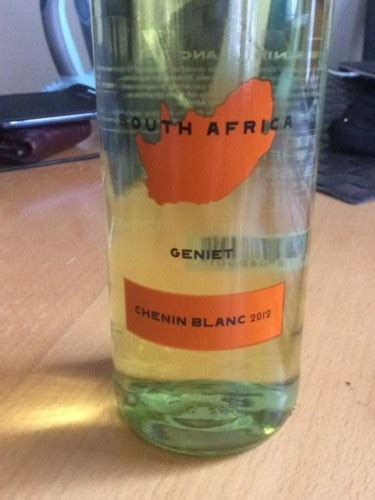 SOUTH AFRICA
GENIET
CHENIN BLANC 2012